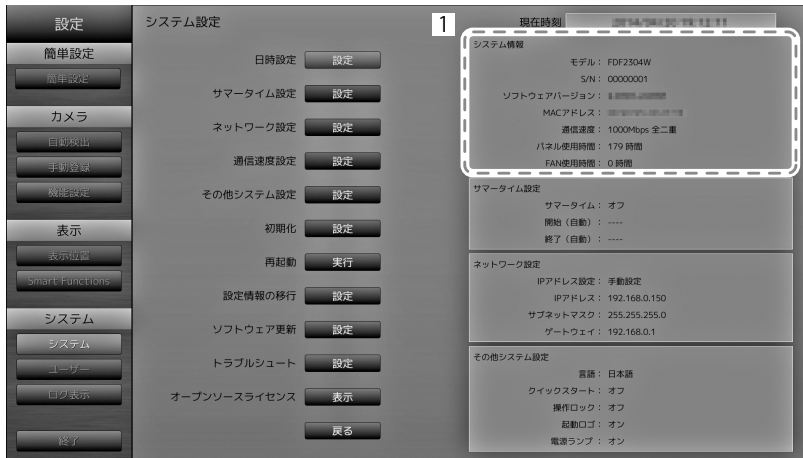 設定
簡単設定
簡単設定
カメラ
自動検出
手動登録
機能設定
表示
表示位置
Smart Functions
システム
システム
ユーザー
ログ表示
終了
システム設定
日時設定 設定
サマータイム設定 設定
ネットワーク設定 設定
通信速度設定 設定
その他システム設定 設定
初期化 設定
再起動 実行
設定情報の移行 設定
ソフトウェア更新 設定
トラブルシュート 設定
オープンソースライセンス 表示
戻る
1
現在時刻
システム情報
モデル： FDF2304W
S/N： 00000001
ソフトウェアバージョン：
MACアドレス：
通信速度： 1000Mbps 全二重
パネル使用時間： 179 時間
FAN使用時間： 0 時間
サマータイム設定
サマータイム： オフ
開始（自動）： ----
終了（自動）： ----
ネットワーク設定
IPアドレス設定： 手動設定
IPアドレス： 192.168.0.150
サブネットマスク： 255.255.255.0
ゲートウェイ： 192.168.0.1
その他システム設定
言語： 日本語
クイックスタート： オフ
操作ロック： オフ
起動ロゴ： オン
電源ランプ： オン